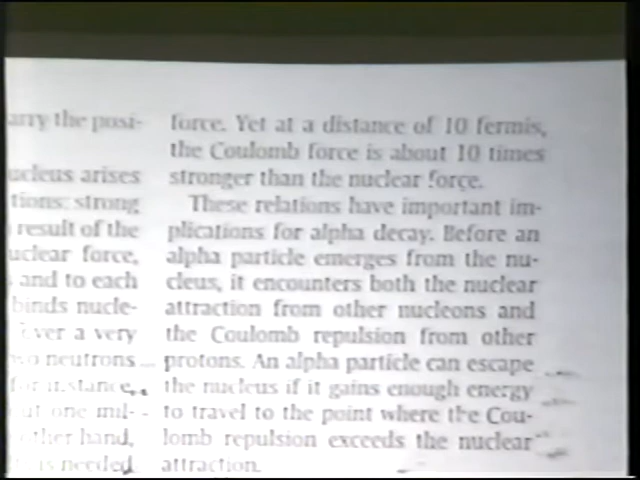 arry the posi-
ucleus arises
tions: strong
result of the
uclear force,
and to each
binds nucle-
ever a very
neutrons
for instance,
one mil-
ther hand,
is needed
force. Yet at a distance of 10 fermis,
the Coulomb force is about 10 times
stronger than the nuclear force.
These relations have important im-
plications for alpha decay. Before an
alpha particle emerges from the nu-
cleus, it encounters both the nuclear
attraction from other nucleons and
the Coulomb repulsion from other
protons. An alpha particle can escape
the nucleus if it gains enough energy
to travel to the point where the Cou-
lomb repulsion exceeds the nuclear
attraction.